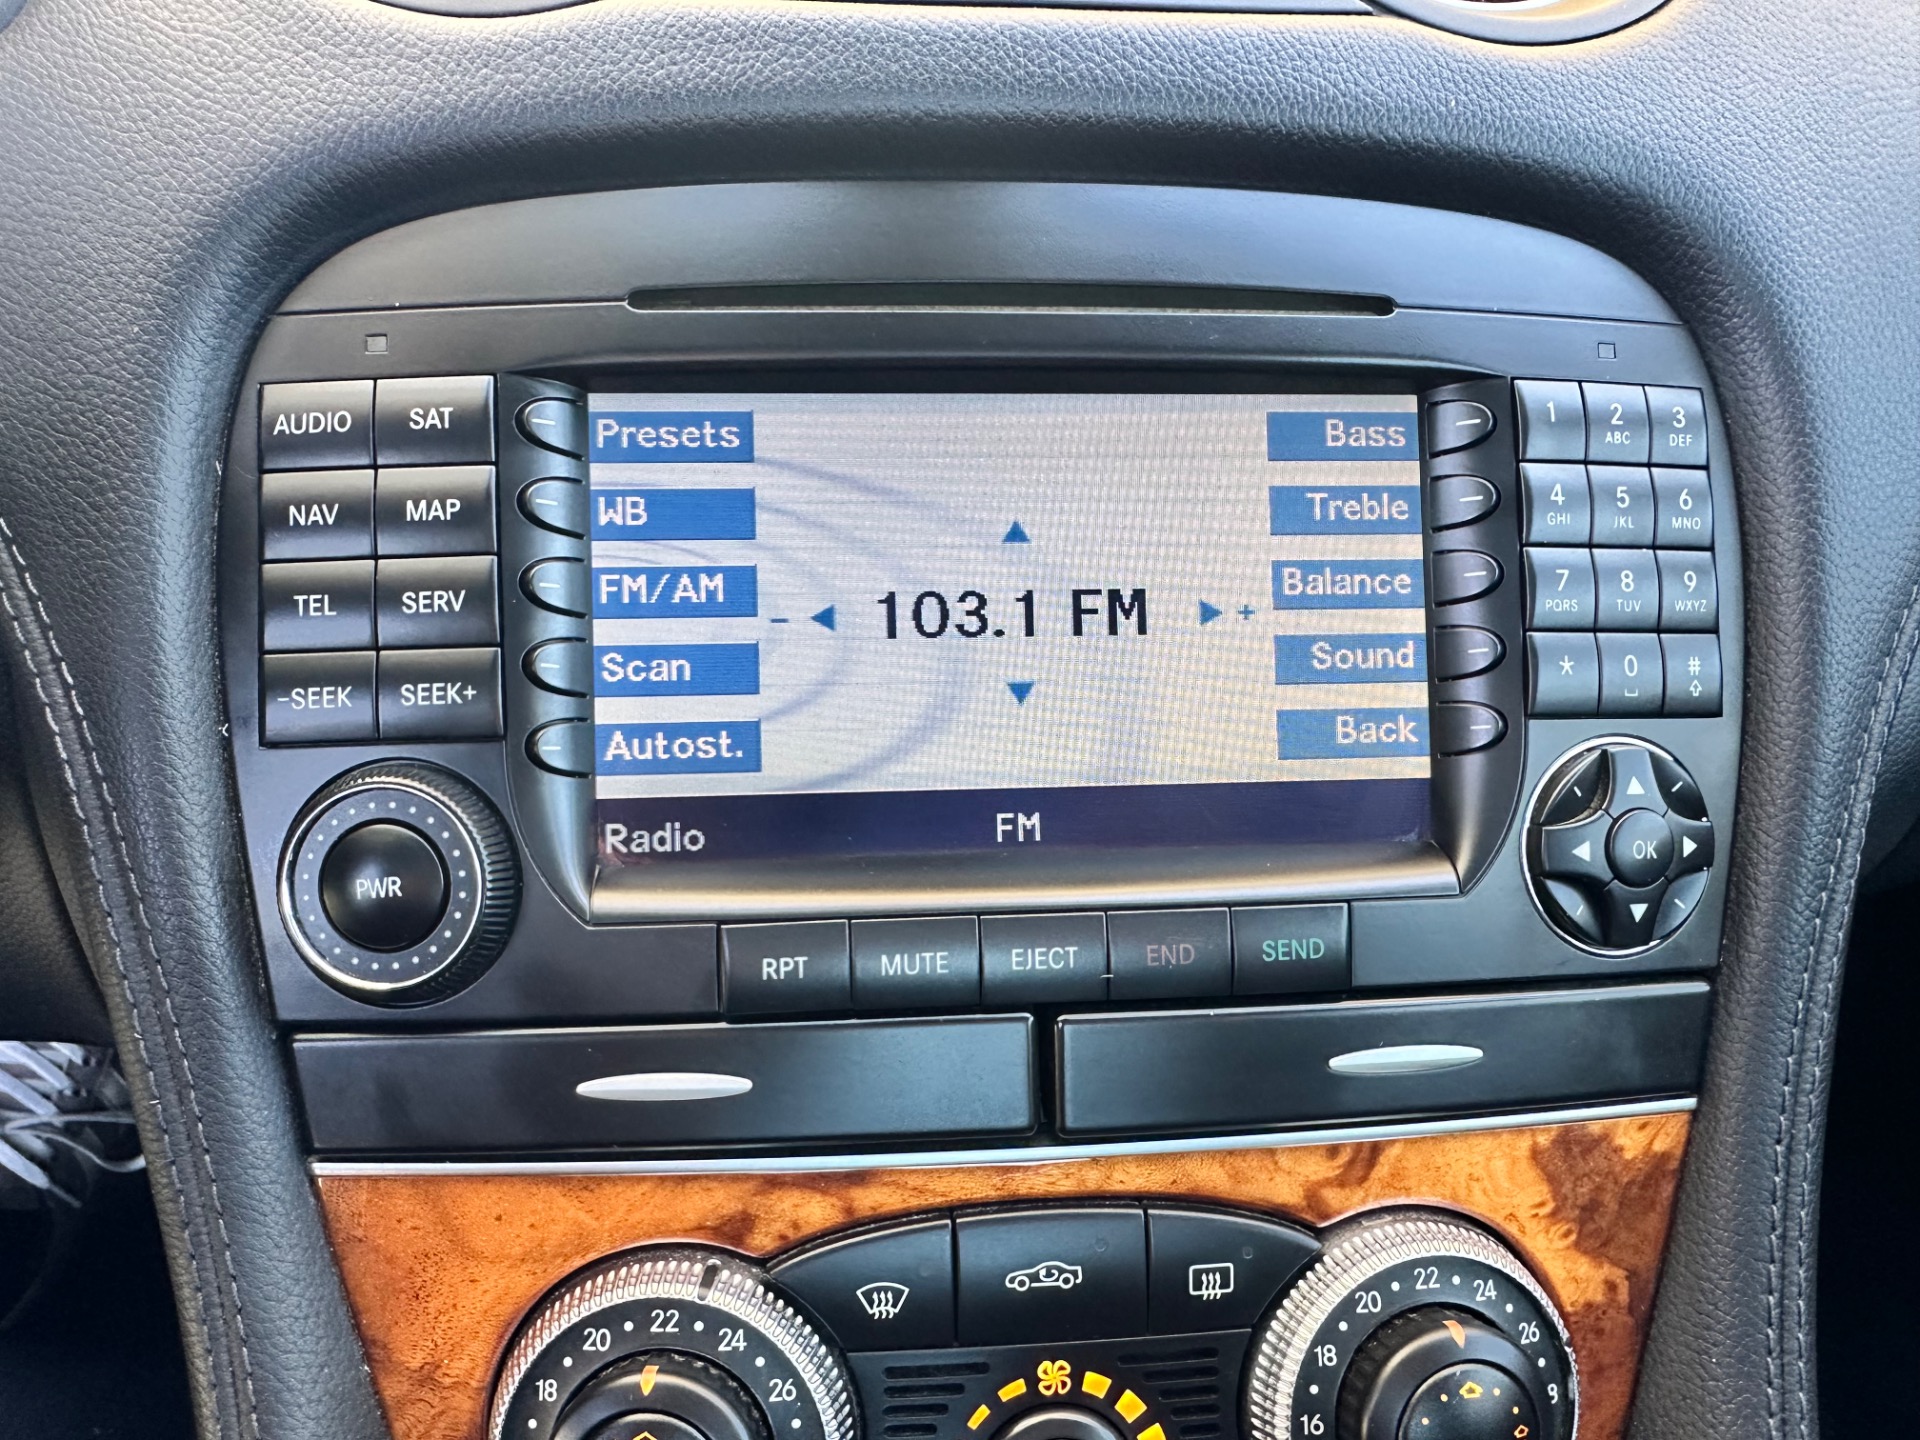 AUDIO SAT
NAV MAP
TEL SERV
-SEEK SEEK+
PWR
Presets
WB
FM/AM
Scan
Autost.
- 103.1 FM +
Bass
Treble
Balance
Sound
Back
Radio FM
1 2 ABC 3 DEF
4 GHI 5 JKL 6 MNO
7 PQRS 8 TUV 9 WXYZ
* 0 #
OK
RPT MUTE EJECT END SEND
18 20 22 24 26
16 18 20 22 24 26